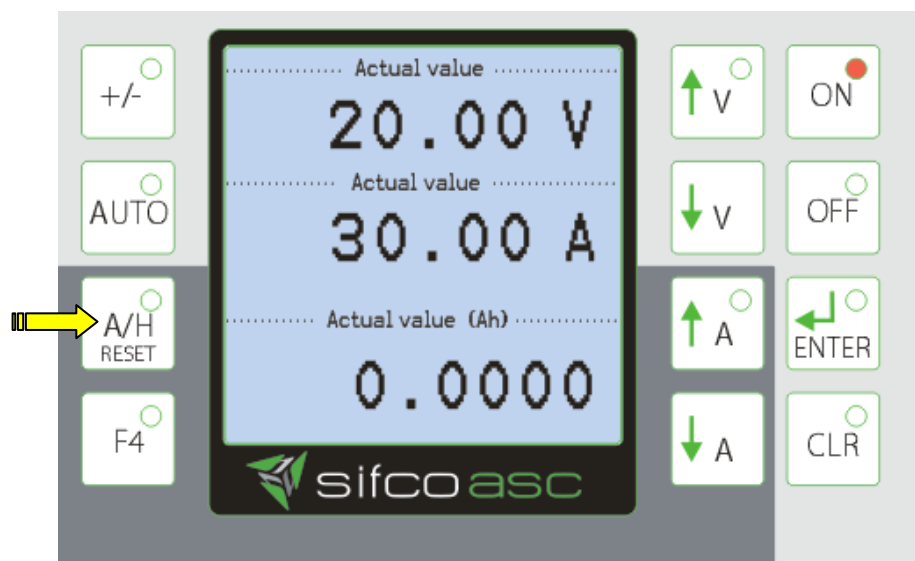 +/-
AUTO
A/H
RESET
F4
Actual value
20.00 V
Actual value
30.00 A
Actual value (Ah)
0.0000
sifco asc
V
V
A
A
ON
OFF
ENTER
CLR